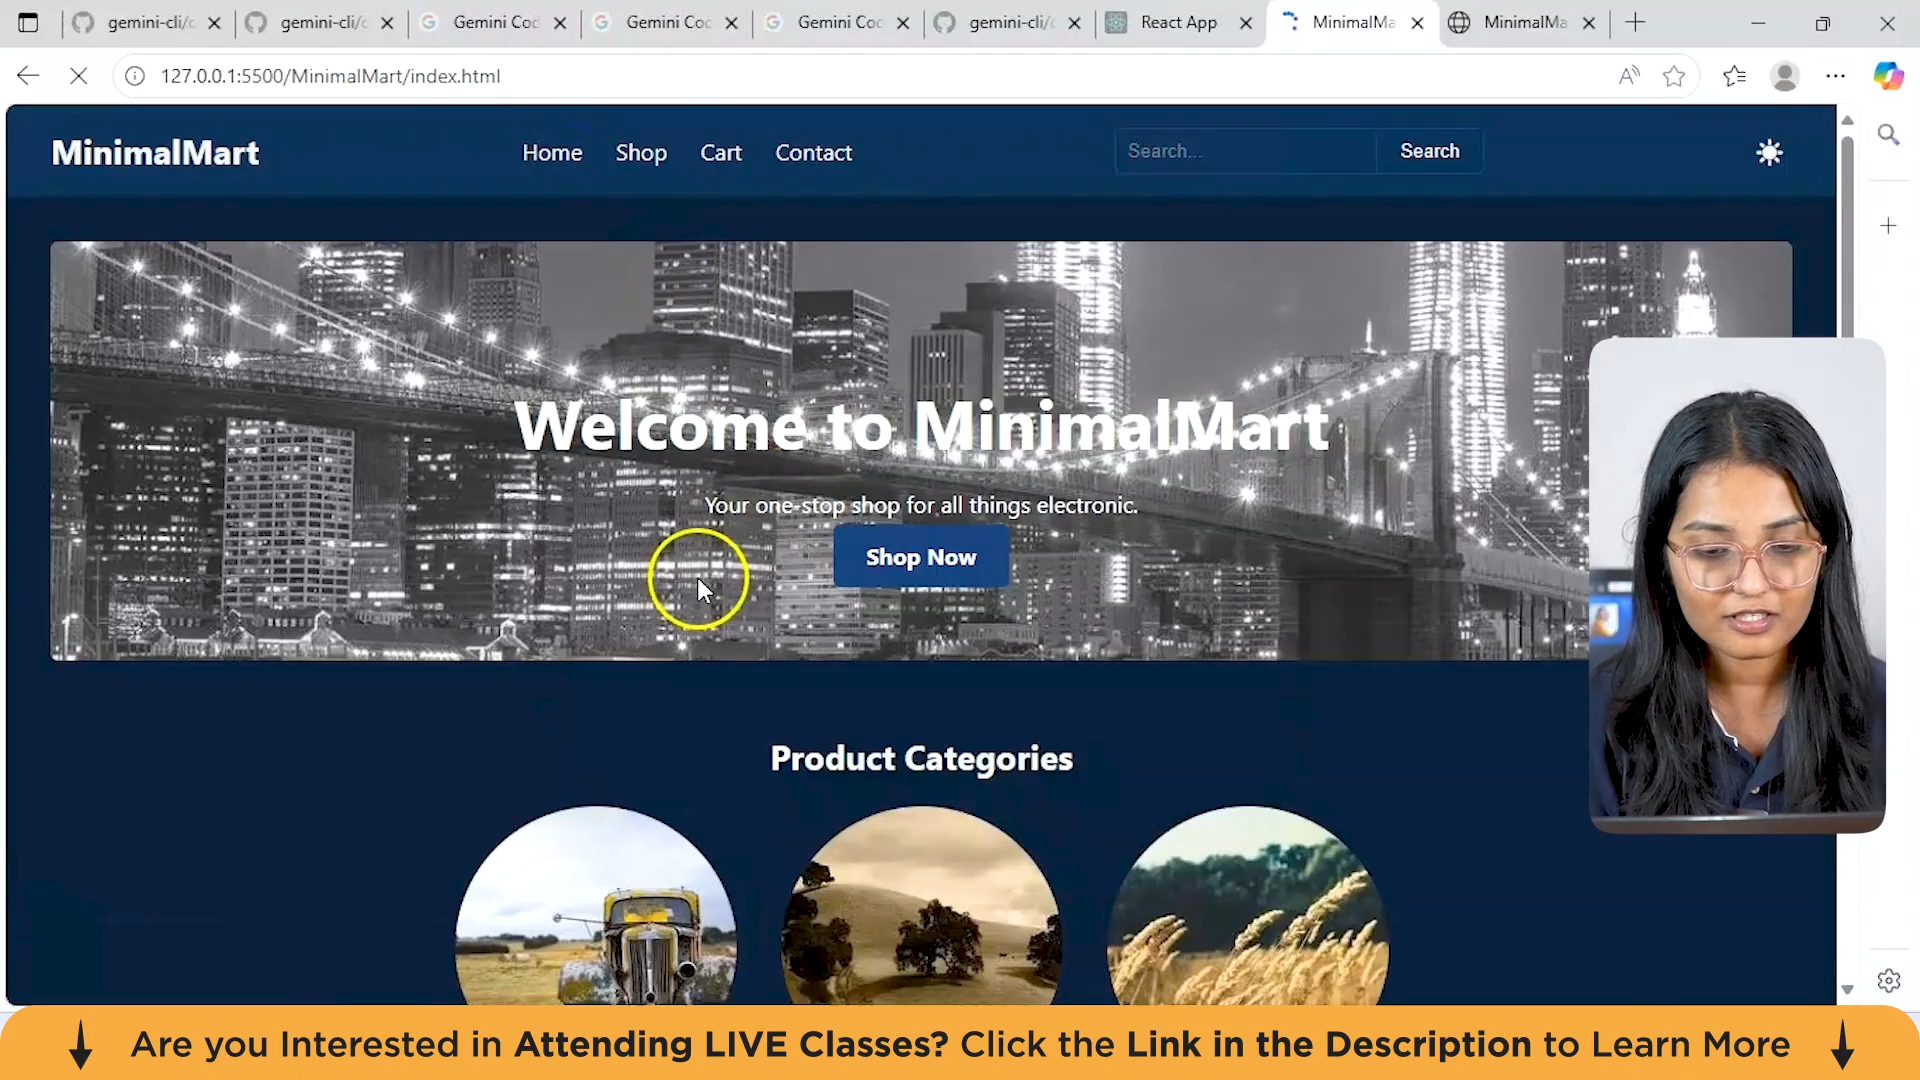 gemini-cli/c
gemini-cli/c
Gemini Coc
Gemini Coc
Gemini Coc
gemini-cli/c
React App
MinimalMa
MinimalMa
127.0.0.1:5500/MinimalMart/index.html
MinimalMart
Home
Shop
Cart
Contact
Search...
Search
Welcome to MinimalMart
Your one-stop shop for all things electronic.
Shop Now
Product Categories
Are you Interested in Attending LIVE Classes? Click the Link in the Description to Learn More